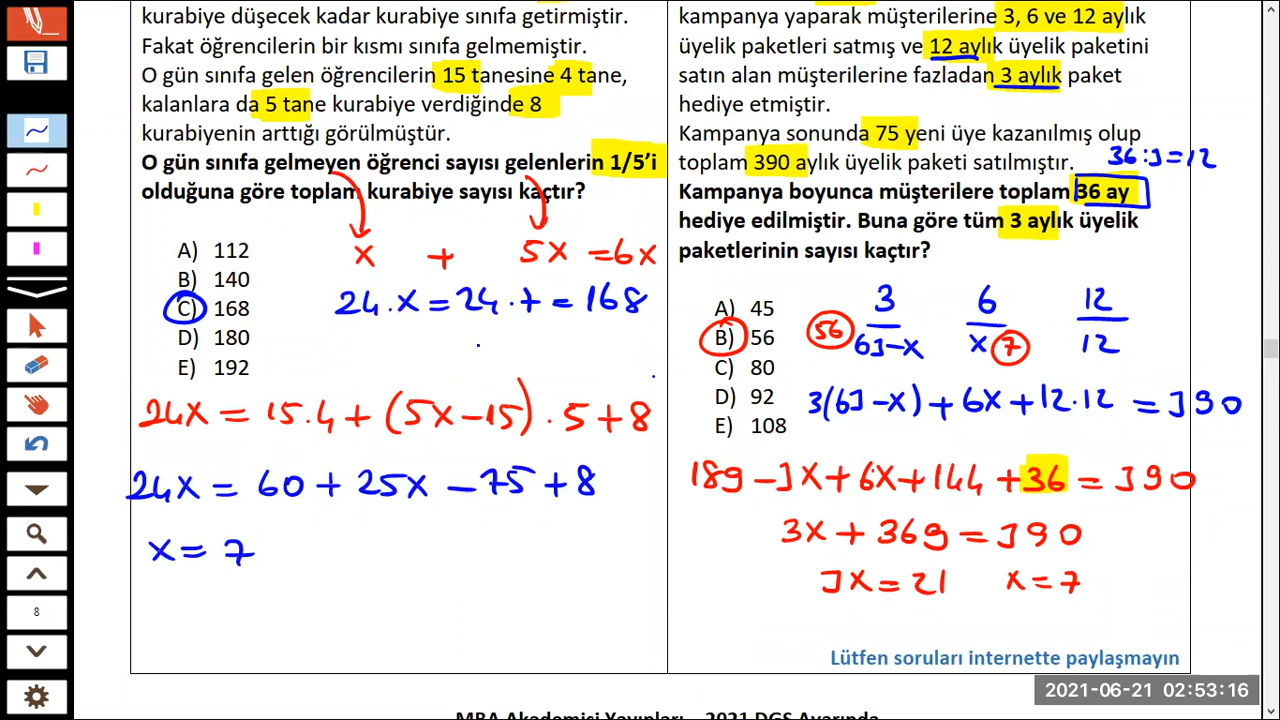 kurabiye düşecek kadar kurabiye sınıfa getirmiştir.
Fakat öğrencilerin bir kısmı sınıfa gelmemiştir.
O gün sınıfa gelen öğrencilerin 15 tanesine 4 tane,
kalanlara da 5 tane kurabiye verdiğinde 8
kurabiyenin arttığı görülmüştür.
O gün sınıfa gelmeyen öğrenci sayısı gelenlerin 1/5’i
olduğuna göre toplam kurabiye sayısı kaçtır?
x + 5x = 6x
A) 112
B) 140
C) 168
D) 180
E) 192
24.x = 24.7 = 168
24x = 15.4 + (5x-15).5+8
24x = 60 + 25x - 75 + 8
x = 7
kampanya yaparak müşterilerine 3, 6 ve 12 aylık
üyelik paketleri satmış ve 12 aylık üyelik paketini
satın alan müşterilerine fazladan 3 aylık paket
hediye etmiştir.
Kampanya sonunda 75 yeni üye kazanılmış olup
toplam 390 aylık üyelik paketi satılmıştır.
36:3=12
Kampanya boyunca müşterilere toplam 36 ay
hediye edilmiştir. Buna göre tüm 3 aylık üyelik
paketlerinin sayısı kaçtır?
A) 45
B) 56
C) 80
D) 92
E) 108
3 6 12
56 63-x x 7 12
3(63-x) + 6x + 12.12 = 390
189 - 3x + 6x + 144 + 36 = 390
3x + 369 = 390
3x = 21 x = 7
Lütfen soruları internette paylaşmayın
8
2021-06-21 02:53:16
MBA Akademisi Yayınları 2021 DGS Ayarında